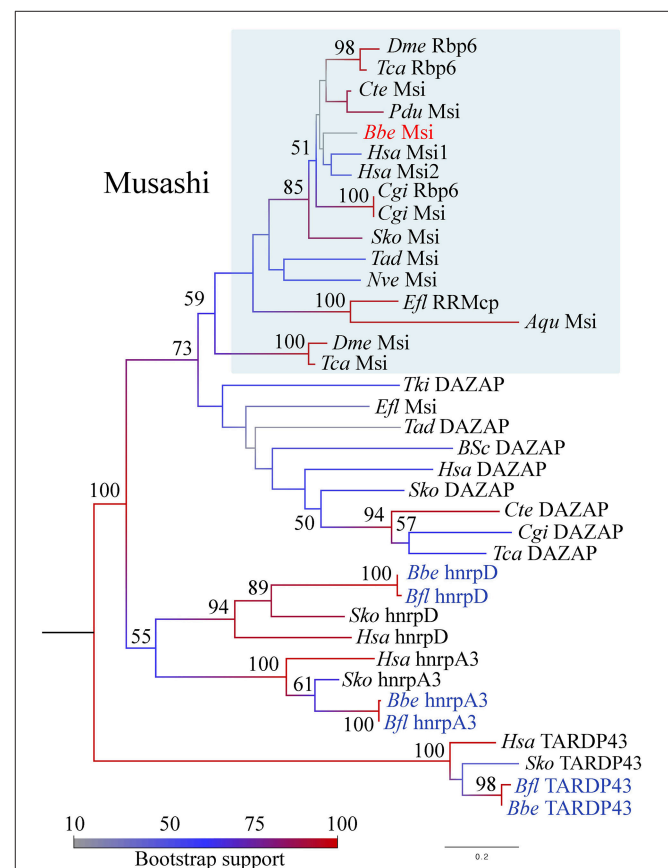 98
Dme Rbp6
Tca Rbp6
Cte Msi
Pdu Msi
Bbe Msi
51
Hsa Msi1
Hsa Msi2
Musashi
85
100
Cgi Rbp6
Cgi Msi
Sko Msi
Tad Msi
Nve Msi
59
100
Efl RRMcp
Aqu Msi
73
100
Dme Msi
Tca Msi
Tki DAZAP
Efl Msi
Tad DAZAP
BSc DAZAP
Hsa DAZAP
100
Sko DAZAP
50
94
Cte DAZAP
57
Cgi DAZAP
Tca DAZAP
100
Bbe hnrpD
89
Bfl hnrpD
94
Sko hnrpD
55
Hsa hnrpD
100
Hsa hnrpA3
61
Sko hnrpA3
Bbe hnrpA3
100
Bfl hnrpA3
100
Hsa TARDP43
Sko TARDP43
98
Bfl TARDP43
Bbe TARDP43
10 50 75 100
Bootstrap support
0.2